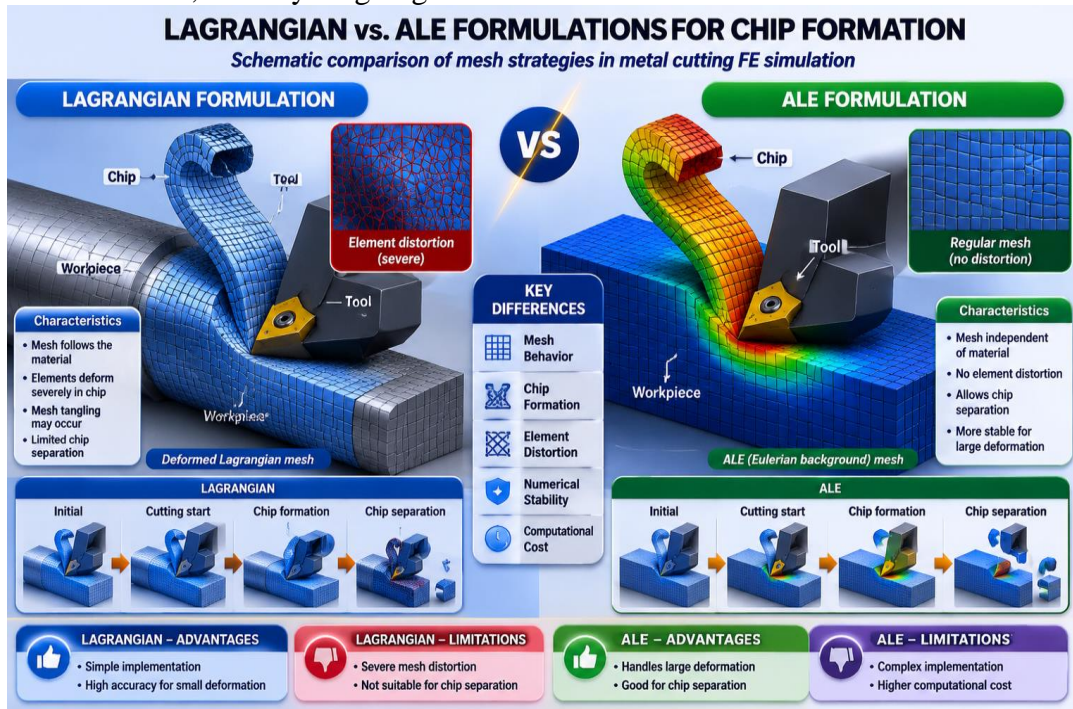 LAGRANGIAN vs. ALE FORMULATIONS FOR CHIP FORMATION
Schematic comparison of mesh strategies in metal cutting FE simulation
LAGRANGIAN FORMULATION
Chip
Tool
Element distortion
(severe)
Workpiece
Tool
Characteristics
• Mesh follows the
material
• Elements deform
severely in chip
• Mesh tangling
may occur
• Limited chip
separation
Workpiece
Deformed Lagrangian mesh
VS
KEY
DIFFERENCES
Mesh
Behavior
Chip
Formation
Element
Distortion
Numerical
Stability
Computational
Cost
ALE FORMULATION
Chip
Tool
Regular mesh
(no distortion)
Workpiece
Characteristics
• Mesh independent
of material
• No element distortion
• Allows chip
separation
• More stable for
large deformation
ALE (Eulerian background) mesh
LAGRANGIAN
Initial
Cutting start
Chip formation
Chip separation
ALE
Initial
Cutting start
Chip formation
Chip separation
LAGRANGIAN – ADVANTAGES
• Simple implementation
• High accuracy for small deformation
LAGRANGIAN – LIMITATIONS
• Severe mesh distortion
• Not suitable for chip separation
ALE – ADVANTAGES
• Handles large deformation
• Good for chip separation
ALE – LIMITATIONS
• Complex implementation
• Higher computational cost